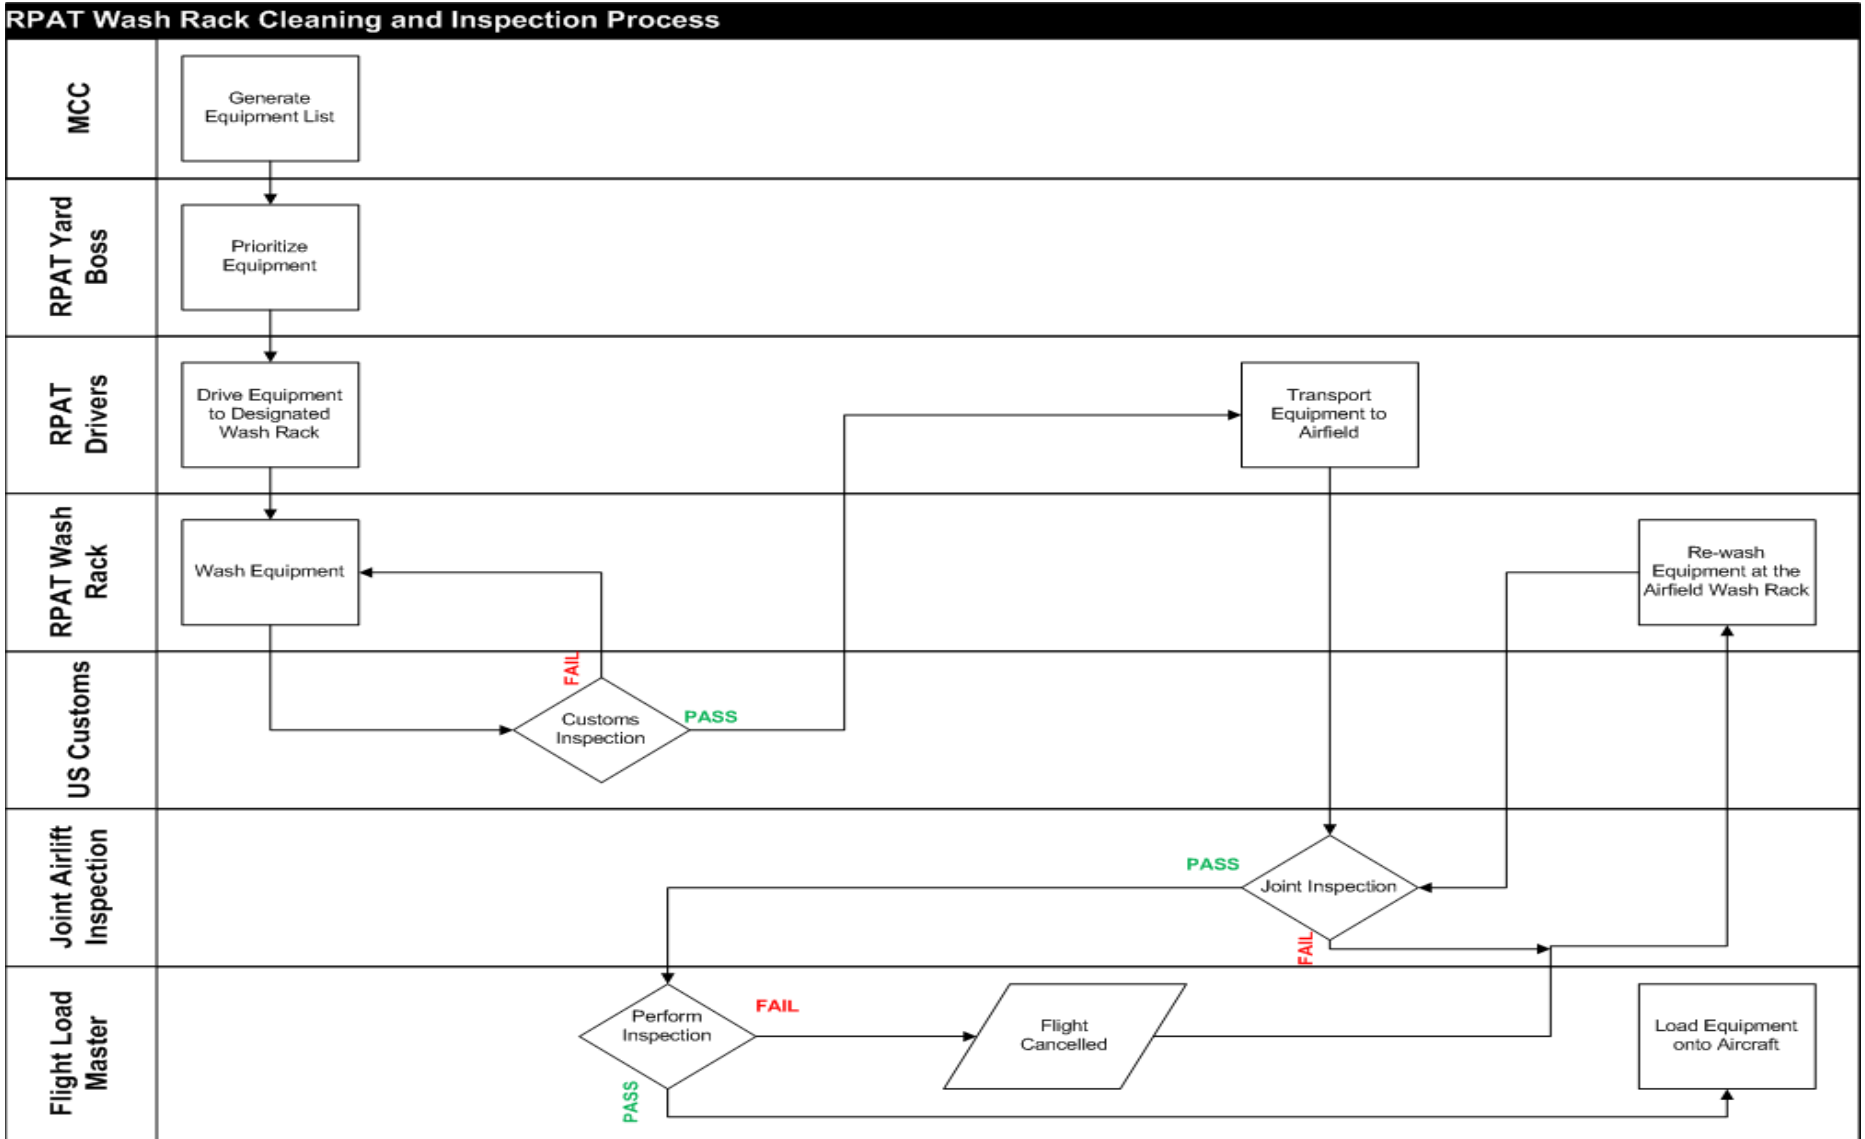 RPAT Wash Rack Cleaning and Inspection Process
MCC
Generate
Equipment List
RPAT Yard
Boss
Prioritize
Equipment
RPAT
Drivers
Drive Equipment
to Designated
Wash Rack
Transport
Equipment to
Airfield
RPAT Wash
Rack
Wash Equipment
Re-wash
Equipment at the
Airfield Wash Rack
US Customs
FAIL
Customs
Inspection
PASS
Joint Airlift
Inspection
PASS
Joint Inspection
FAIL
Flight Load
Master
Perform
Inspection
FAIL
PASS
Flight
Cancelled
Load Equipment
onto Aircraft